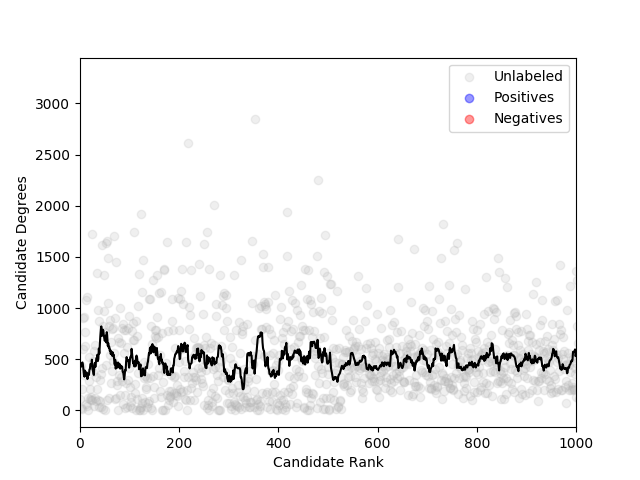 Unlabeled
Positives
Negatives
3000
2500
2000
1500
1000
500
0
Candidate Degrees
0 200 400 600 800 1000
Candidate Rank